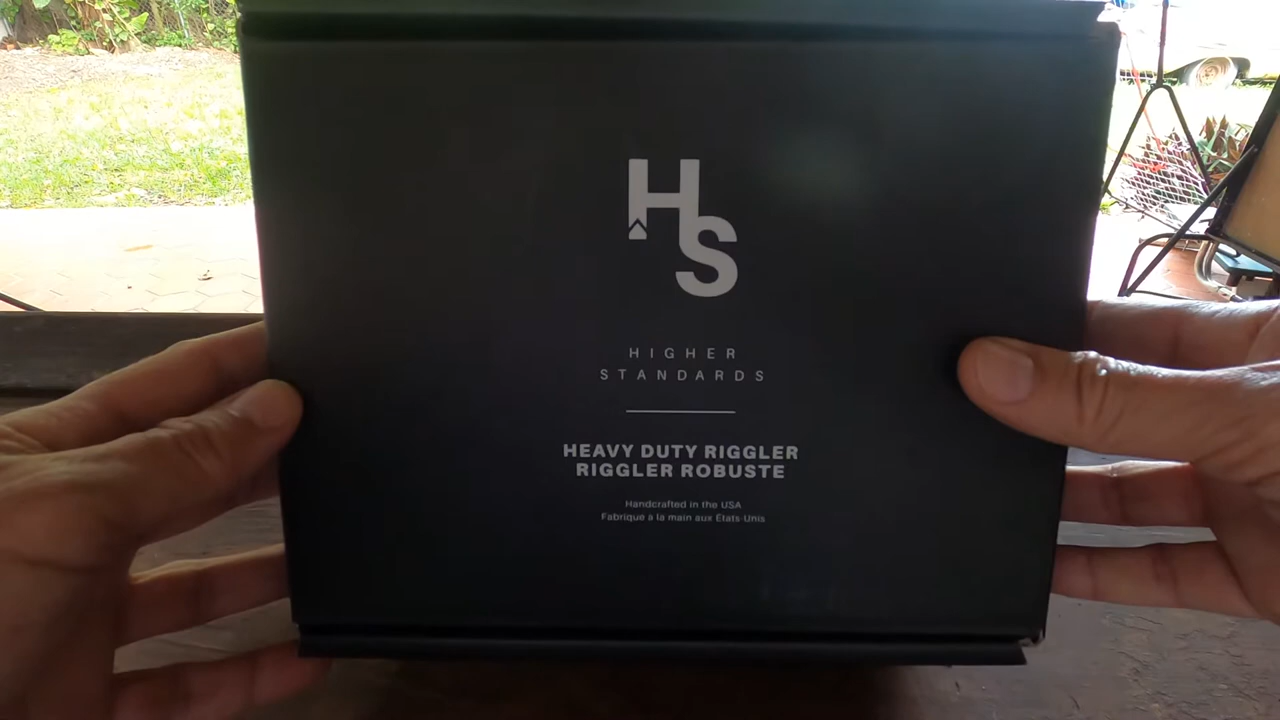 HS
HIGHER
STANDARDS
HEAVY DUTY RIGGLER
RIGGLER ROBUSTE
Handcrafted in the USA
Fabriqué à la main aux États-Unis